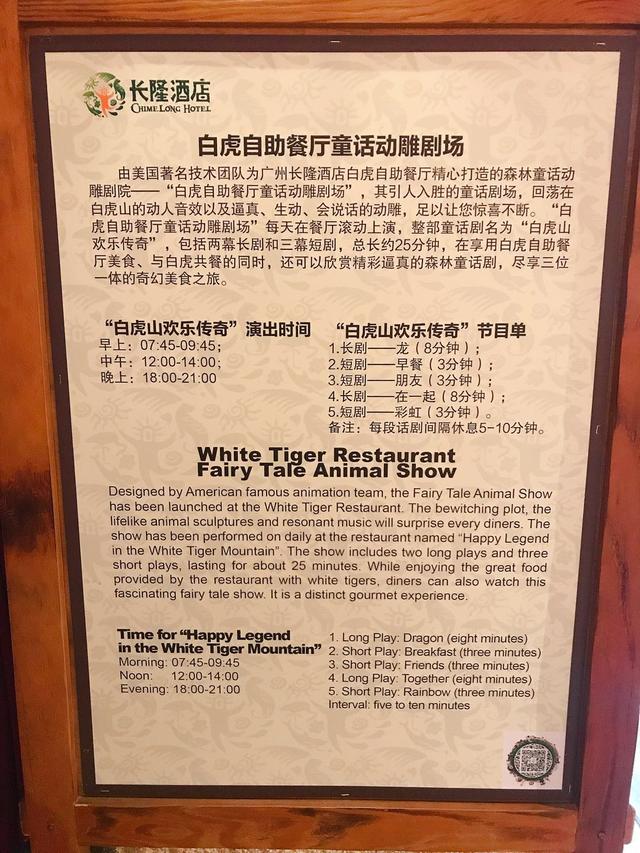 长隆酒店
CHIMELONG HOTEL
白虎自助餐厅童话动雕剧场
由美国著名技术团队为广州长隆酒店白虎自助餐厅精心打造的森林童话动
雕剧院——“白虎自助餐厅童话动雕剧场”，其引人入胜的童话剧场，回荡在
白虎山的动人音效以及逼真、生动、会说话的动雕，足以让您惊喜不断。“白
虎自助餐厅童话动雕剧场”每天在餐厅滚动上演，整部童话剧名为“白虎山
欢乐传奇”，包括两幕长剧和三幕短剧，总长约25分钟，在享用白虎自助餐
厅美食、与白虎共餐的同时，还可以欣赏精彩逼真的森林童话剧，尽享三位
一体的奇幻美食之旅。
“白虎山欢乐传奇”演出时间
早上：07:45-09:45；
中午：12:00-14:00；
晚上：18:00-21:00
“白虎山欢乐传奇”节目单
1.长剧——龙（8分钟）；
2.短剧——早餐（3分钟）；
3.短剧——朋友（3分钟）；
4.长剧——在一起（8分钟）；
5.短剧——彩虹（3分钟）。
备注：每段话剧间隔休息5-10分钟。
White Tiger Restaurant
Fairy Tale Animal Show
Designed by American famous animation team, the Fairy Tale Animal Show
has been launched at the White Tiger Restaurant. The bewitching plot, the
lifelike animal sculptures and resonant music will surprise every diners. The
show has been performed on daily at the restaurant named “Happy Legend
in the White Tiger Mountain”. The show includes two long plays and three
short plays, lasting for about 25 minutes. While enjoying the great food
provided by the restaurant with white tigers, diners can also watch this
fascinating fairy tale show. It is a distinct gourmet experience.
Time for “Happy Legend
in the White Tiger Mountain”
Morning: 07:45-09:45
Noon: 12:00-14:00
Evening: 18:00-21:00
1. Long Play: Dragon (eight minutes)
2. Short Play: Breakfast (three minutes)
3. Short Play: Friends (three minutes)
4. Long Play: Together (eight minutes)
5. Short Play: Rainbow (three minutes)
Interval: five to ten minutes